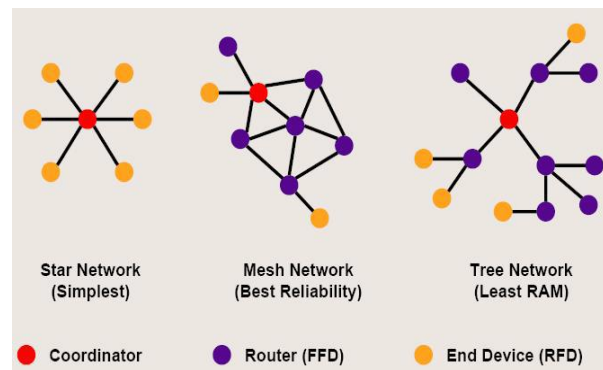 Star Network
(Simplest)
Mesh Network
(Best Reliability)
Tree Network
(Least RAM)
Coordinator
Router (FFD)
End Device (RFD)